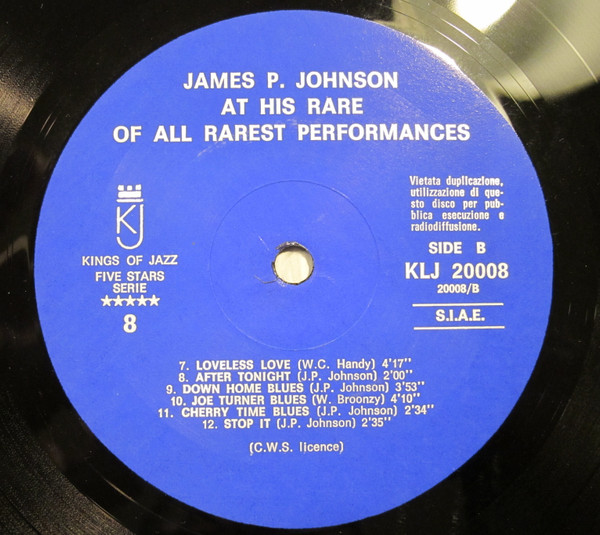 JAMES P. JOHNSON
AT HIS RARE
OF ALL RAREST PERFORMANCES
KJ
KINGS OF JAZZ
FIVE STARS
SERIE
★★★★★
8
Vietata duplicazione,
utilizzazione di que-
sto disco per pub-
blica esecuzione e
radiodiffusione.
SIDE B
KLJ 20008
20008/B
S.I.A.E.
7. LOVELESS LOVE (W.C. Handy) 4'17"
8. AFTER TONIGHT (J.P. Johnson) 2'00"
9. DOWN HOME BLUES (J.P. Johnson) 3'53"
10. JOE TURNER BLUES (W. Broonzy) 4'10"
11. CHERRY TIME BLUES (J.P. Johnson) 2'34"
12. STOP IT (J.P. Johnson) 2'35"
(C.W.S. licence)